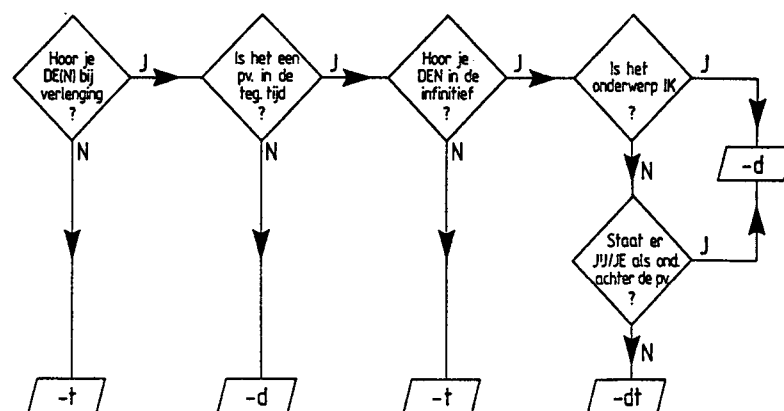 Hoor je
DE(N) bij
verlenging
?
J
N
-t
Is het een
pv. in de
teg. tijd
?
J
N
-d
Hoor je
DEN in de
infinitief
?
J
N
-t
Is het
onderwerp IK
?
J
N
-d
Staat er
JIJ/JE als ond.
achter de pv.
?
J
N
-dt